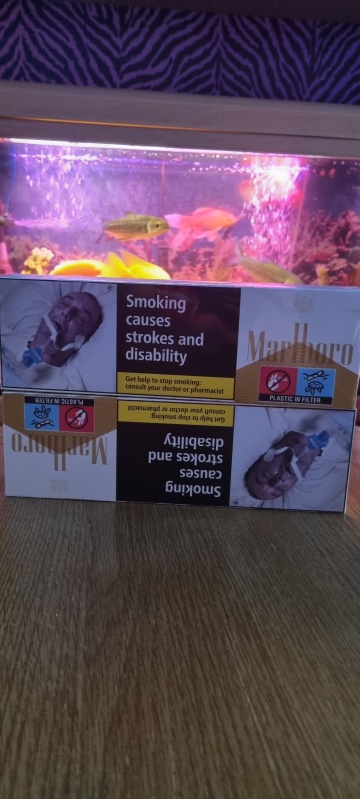 Smoking
causes
strokes and
disability
Get help to stop smoking:
consult your doctor or pharmacist
Marlboro
PLASTIC IN FILTER
PLASTIC IN FILTER
Marlboro
Get help to stop smoking:
consult your doctor or pharmacist
Smoking
causes
strokes and
disability